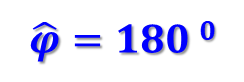 φ̂ = 180 ⁰